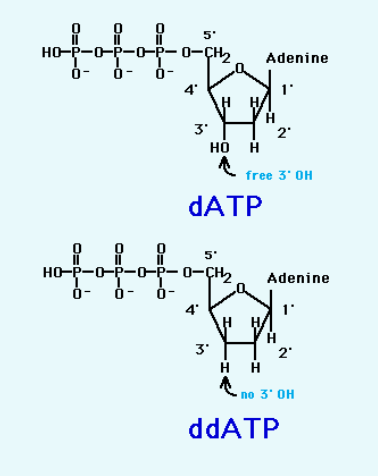 5'
O O O
HO-P-O-P-O-P-O-CH2 Adenine
O- O- O- O
4' 1'
H H
3' H
HO H 2'
free 3' OH
dATP
5'
O O O
HO-P-O-P-O-P-O-CH2 Adenine
O- O- O- O
4' 1'
H H
3' H
H H 2'
no 3' OH
ddATP